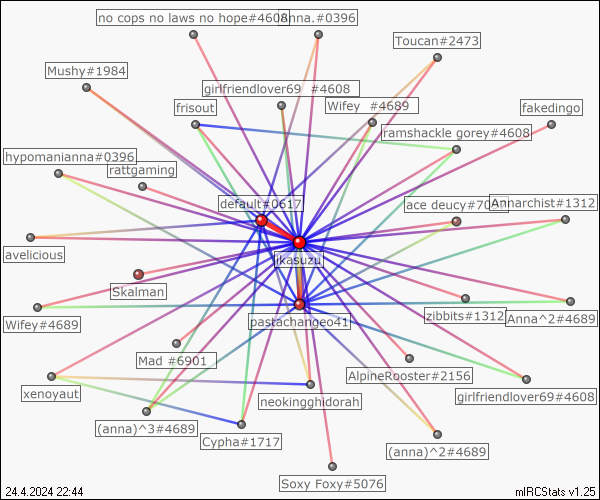 no cops no laws no hope#4608
anna.#0396
Toucan#2473
Mushy#1984
girlfriendlover69 #4608
Wifey #4689
frisout
fakedingo
ramshackle gorey#4608
hypomanianna#0396
rattgaming
default#0617
ace deucy#70
Annarchist#1312
avelicious
ikasuzu
Skalman
Wifey#4689
pastachangeo41
zibbits#1312
Anna^2#4689
Mad #6901
AlpineRooster#2156
xenoyaut
neokingghidorah
girlfriendlover69#4608
(anna)^3#4689
Cypha#1717
(anna)^2#4689
Soxy Foxy#5076
24.4.2024 22:44
mIRCStats v1.25